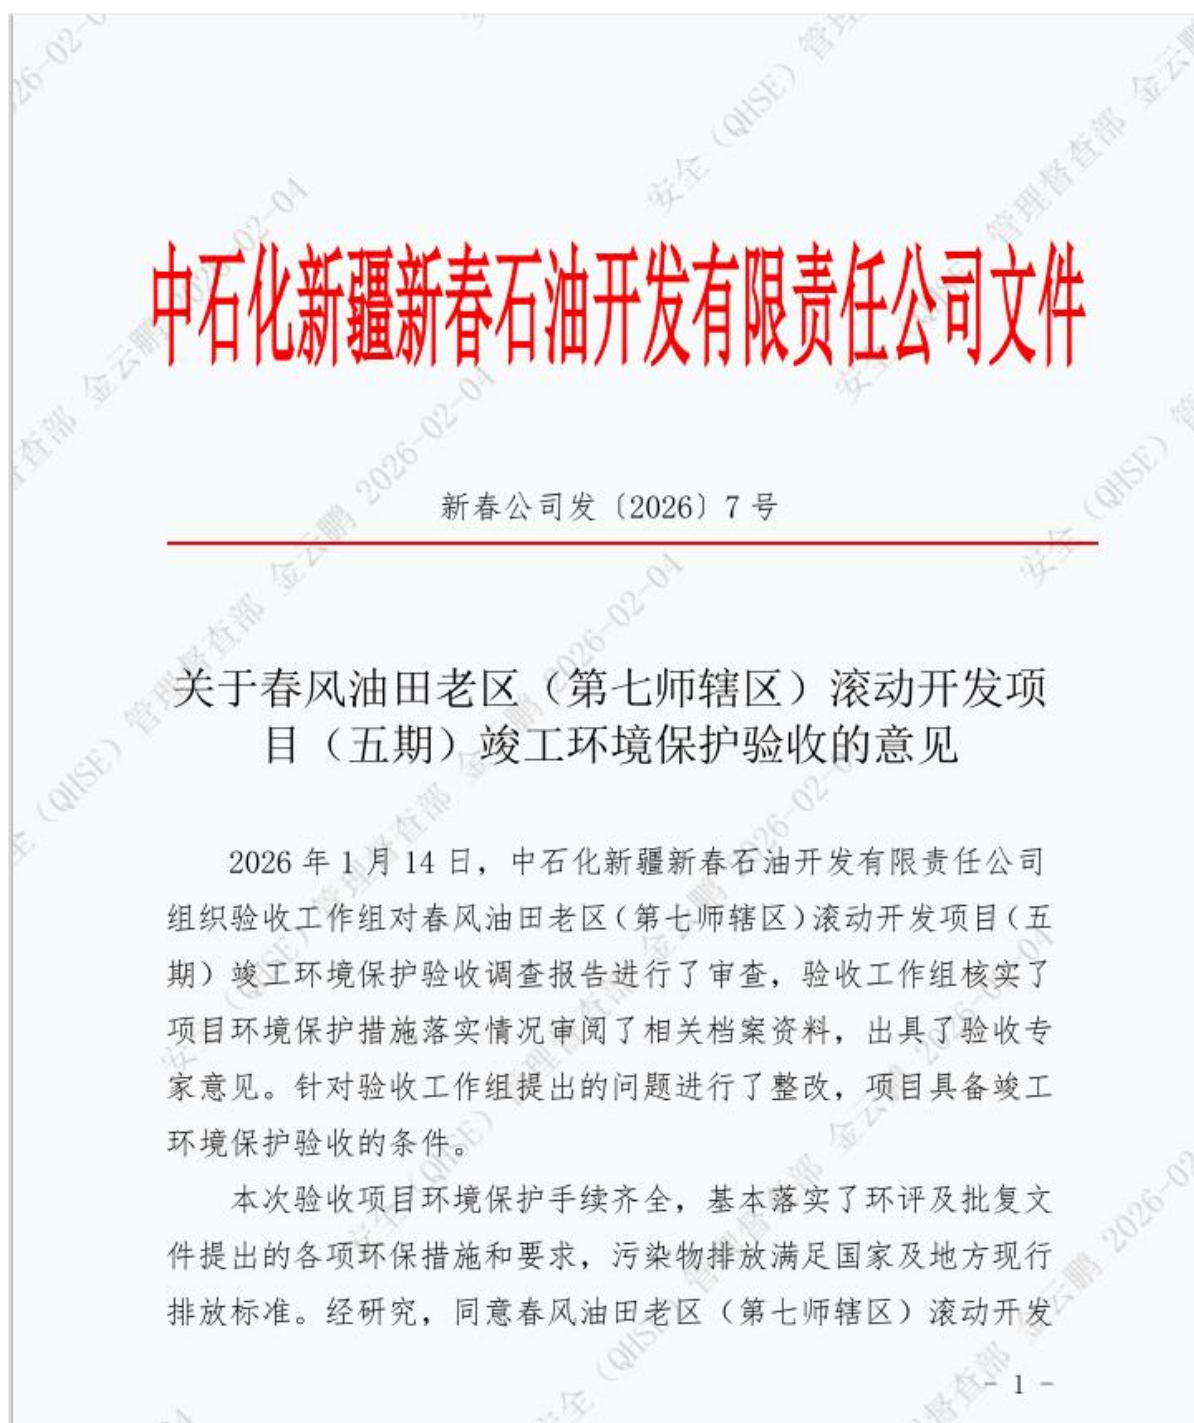 中石化新疆新春石油开发有限责任公司文件
新春公司发〔2026〕7号
关于春风油田老区（第七师辖区）滚动开发项
目（五期）竣工环境保护验收的意见
2026年1月14日，中石化新疆新春石油开发有限责任公司
组织验收工作组对春风油田老区（第七师辖区）滚动开发项目（五
期）竣工环境保护验收调查报告进行了审查，验收工作组核实了
项目环境保护措施落实情况审阅了相关档案资料，出具了验收专
家意见。针对验收工作组提出的问题进行了整改，项目具备竣工
环境保护验收的条件。
本次验收项目环境保护手续齐全，基本落实了环评及批复文
件提出的各项环保措施和要求，污染物排放满足国家及地方现行
排放标准。经研究，同意春风油田老区（第七师辖区）滚动开发
- 1 -
安全（QHSE）管理督查部 金云鹏 2026-02-04